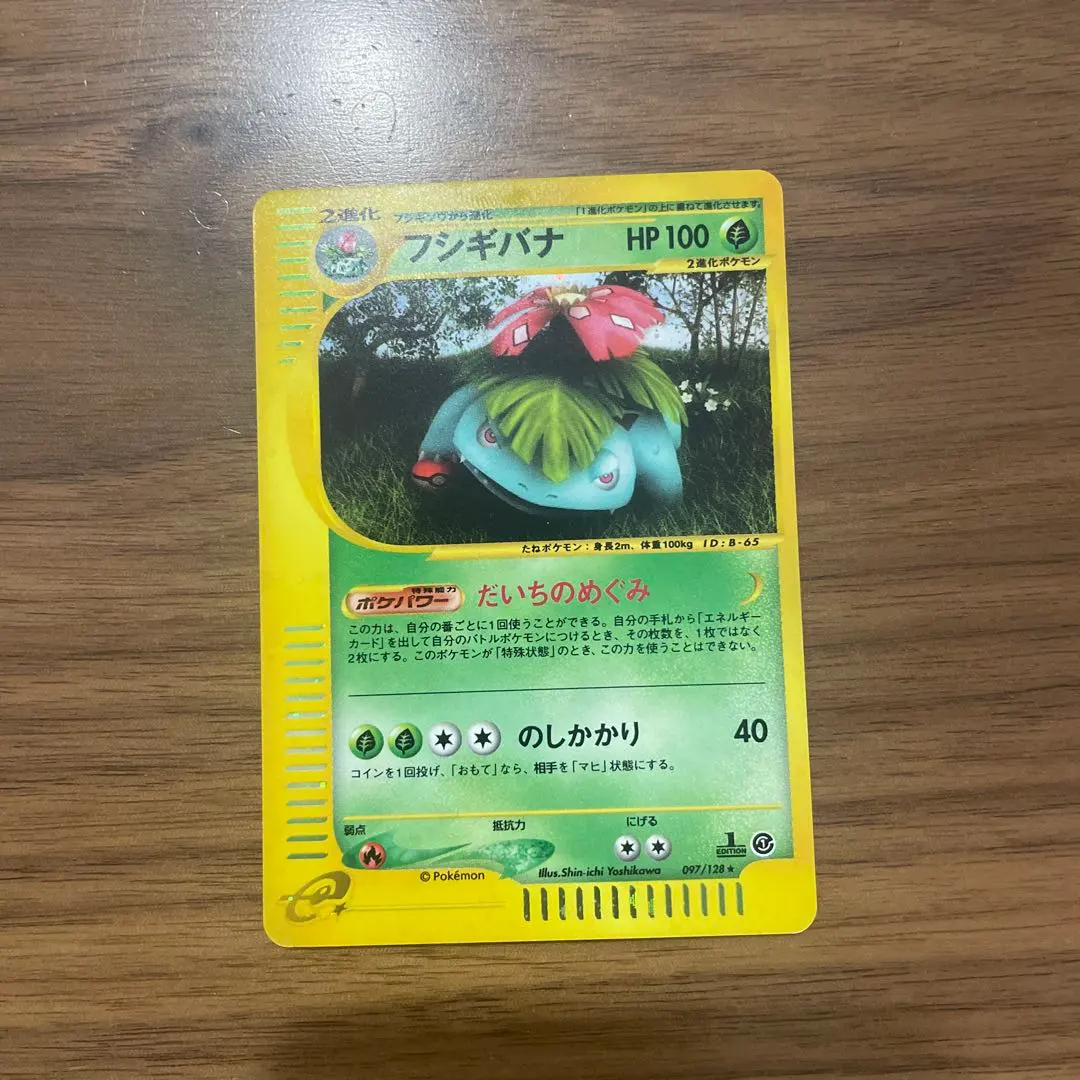 2進化 フシギソウから進化 「1進化ポケモン」の上に重ねて進化させます。
フシギバナ HP100
2進化ポケモン
たねポケモン：身長2m、体重100kg ID:B-65
特殊能力
ポケパワー だいちのめぐみ
この力は、自分の番ごとに1回使うことができる。自分の手札から「エネルギー
カード」を出して自分のバトルポケモンにつけるとき、その枚数を、1枚ではなく
2枚にする。このポケモンが「特殊状態」のとき、この力を使うことはできない。
のしかかり 40
コインを1回投げ、「おもて」なら、相手を「マヒ」状態にする。
弱点 抵抗力 にげる
1
EDITION
© Pokémon Illus.Shin-ichi Yoshikawa 097/128 ★
e